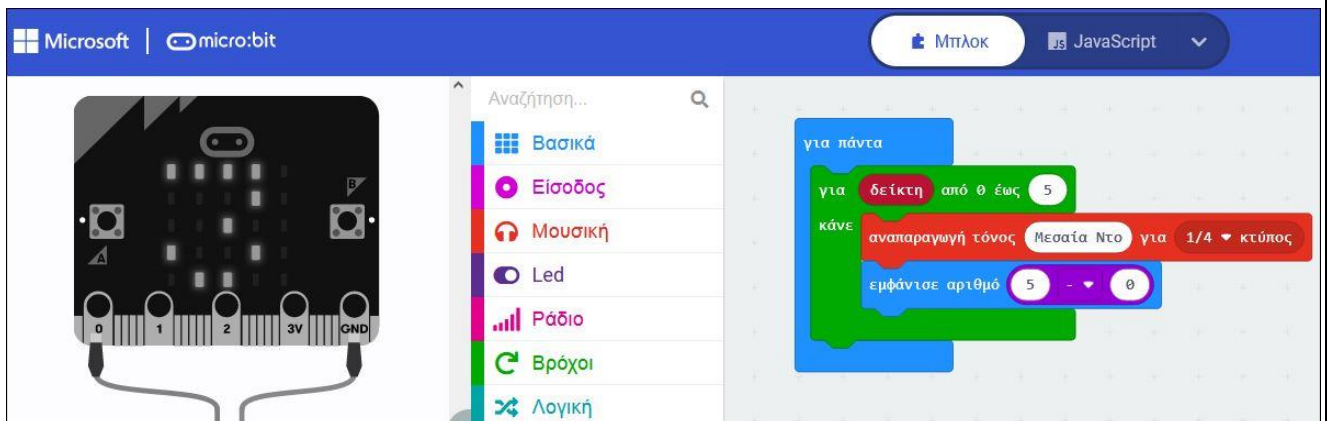 Microsoft micro:bit Μπλοκ JavaScript
Αναζήτηση...
Βασικά
Είσοδος
Μουσική
Led
Ράδιο
Βρόχοι
Λογική
A
B
0 1 2 3V GND
για πάντα
για δείκτη από 0 έως 5
κάνε
αναπαραγωγή τόνος Μεσαία Ντο για 1/4 κτύπος
εμφάνισε αριθμό 5 - 0